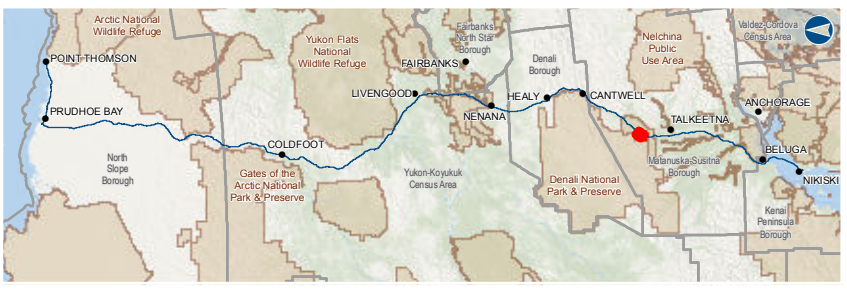 Arctic National
Wildlife Refuge
Yukon Flats
National
Wildlife Refuge
Fairbanks
North Star
Borough
Nelchina
Public
Use Area
Valdez-Cordova
Census Area
POINT THOMSON
FAIRBANKS
Denali
Borough
LIVENGOOD
HEALY
CANTWELL
ANCHORAGE
PRUDHOE BAY
NENANA
TALKEETNA
COLDFOOT
BELUGA
North
Slope
Borough
Gates of the
Arctic National
Park & Preserve
Yukon-Koyukuk
Census Area
Denali National
Park & Preserve
Matanuska-Susitna
Borough
NIKISKI
Kenai
Peninsula
Borough